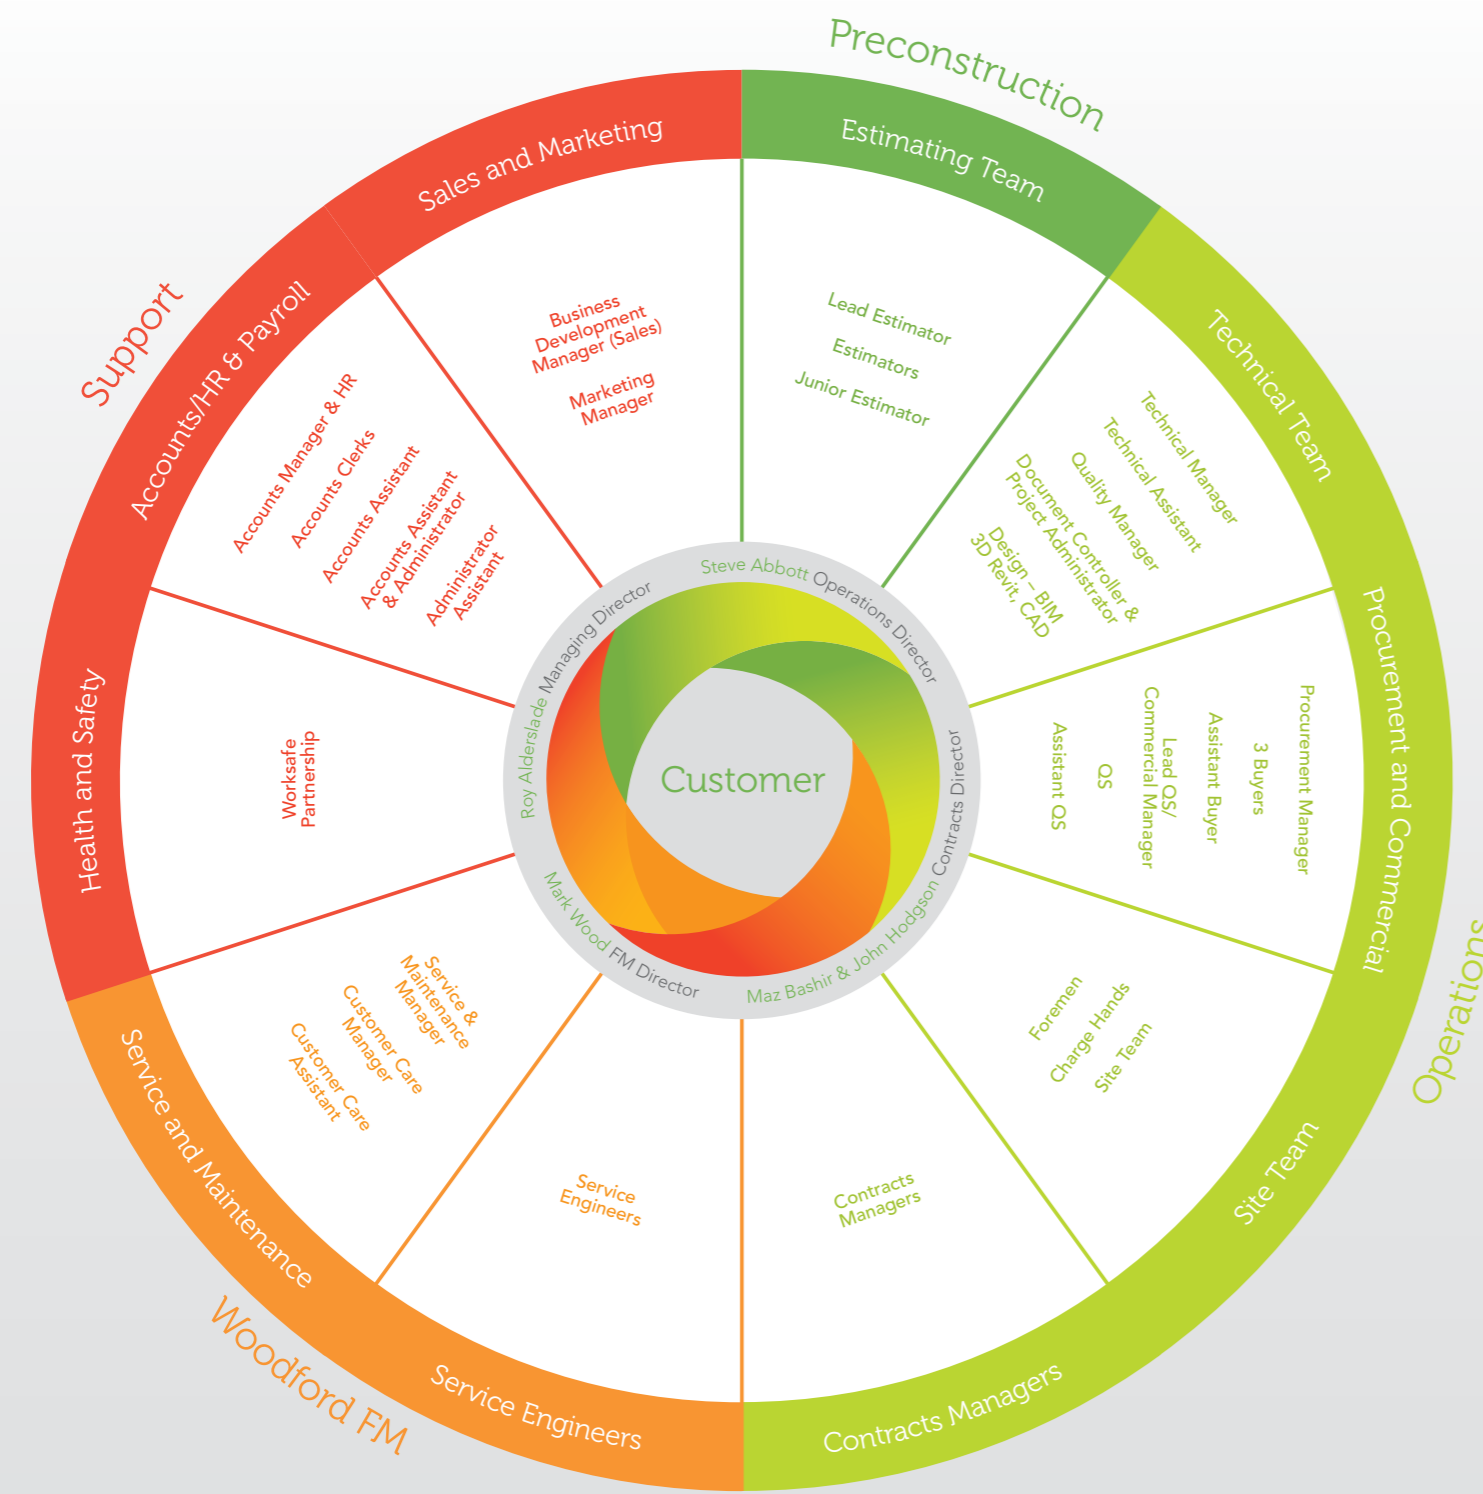 Preconstruction
Estimating Team
Lead Estimator
Estimators
Junior Estimator
Technical Team
Technical Manager
Technical Assistant
Quality Manager
Document Controller &
Project Administrator
Design – BIM
3D Revit, CAD
Procurement and Commercial
Procurement Manager
3 Buyers
Assistant Buyer
Lead QS/
Commercial Manager
QS
Assistant QS
Operations
Site Team
Foremen
Charge Hands
Site Team
Contracts Managers
Contracts
Managers
Woodford FM
Service Engineers
Service
Engineers
Service and Maintenance
Service &
Maintenance
Manager
Customer Care
Manager
Customer Care
Assistant
Support
Health and Safety
Worksafe
Partnership
Accounts/HR & Payroll
Accounts Manager & HR
Accounts Clerks
Accounts Assistant
Accounts Assistant
& Administrator
Administrator
Assistant
Sales and Marketing
Business
Development
Manager (Sales)
Marketing
Manager
Steve Abbott Operations Director
Maz Bashir & John Hodgson Contracts Director
Mark Wood FM Director
Roy Alderslade Managing Director
Customer